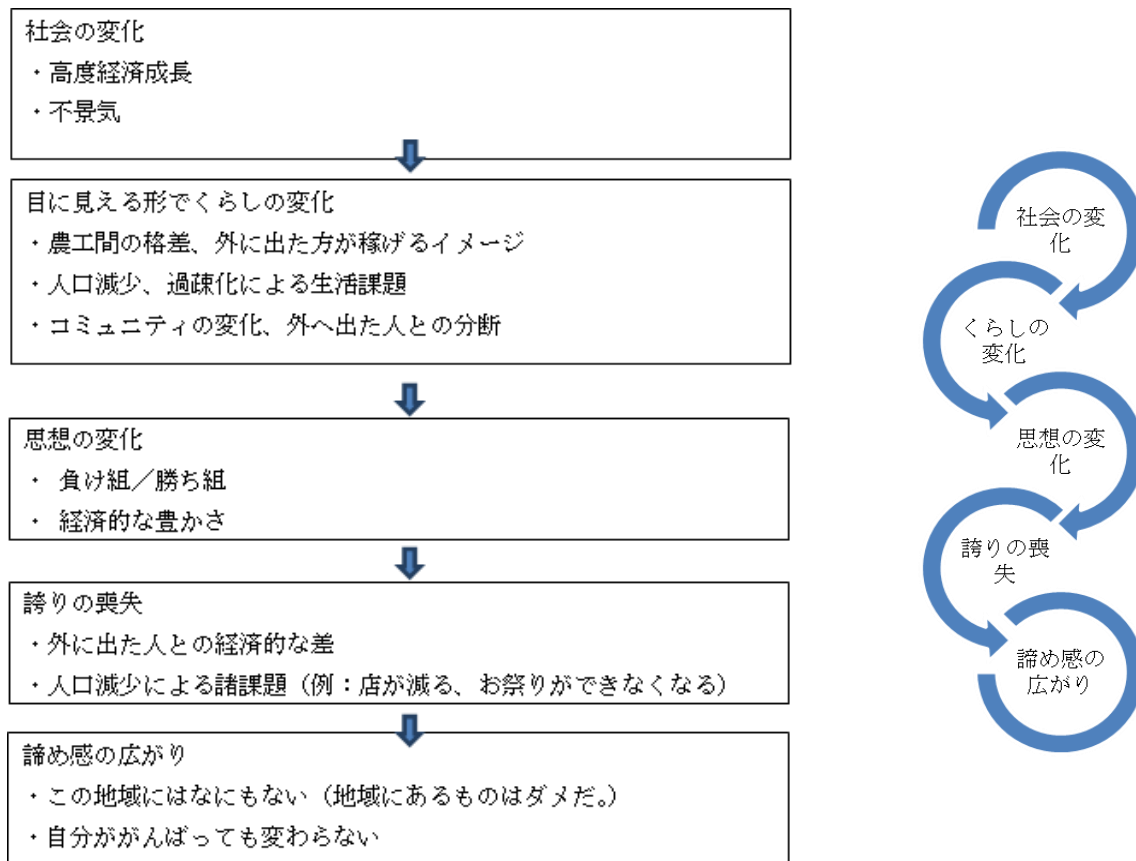 社会の変化
・高度経済成長
・不景気
目に見える形でくらしの変化
・農工間の格差、外に出た方が稼げるイメージ
・人口減少、過疎化による生活課題
・コミュニティの変化、外へ出た人との分断
思想の変化
・ 負け組／勝ち組
・ 経済的な豊かさ
誇りの喪失
・外に出た人との経済的な差
・人口減少による諸課題（例：店が減る、お祭りができなくなる）
諦め感の広がり
・この地域にはなにもない（地域にあるものはダメだ。）
・自分ががんばっても変わらない
社会の変
化
くらしの
変化
思想の変
化
誇りの喪
失
諦め感の
広がり